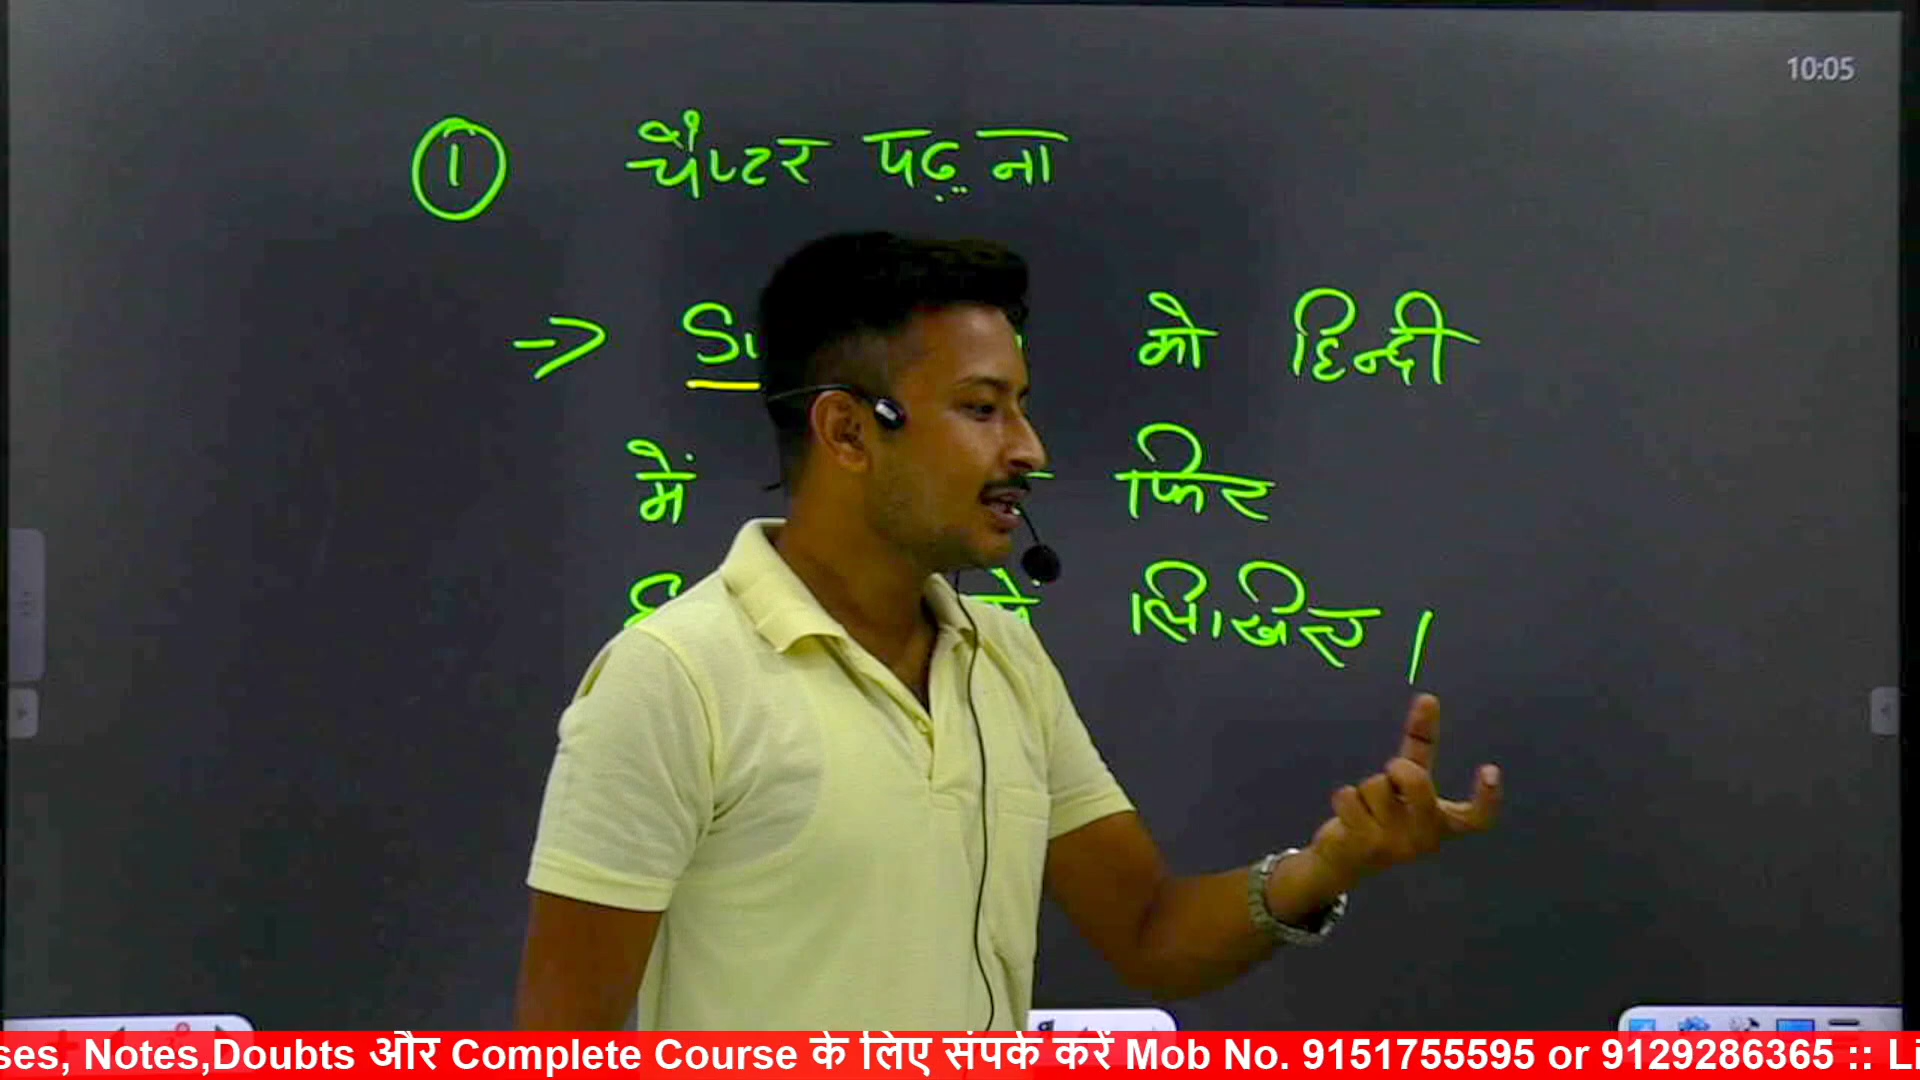 10:05
① चैप्टर पढ़ना
-> को हिन्दी
में फिर
लिखिए।
ses, Notes,Doubts और Complete Course के लिए संपर्क करें Mob No. 9151755595 or 9129286365 :: Li